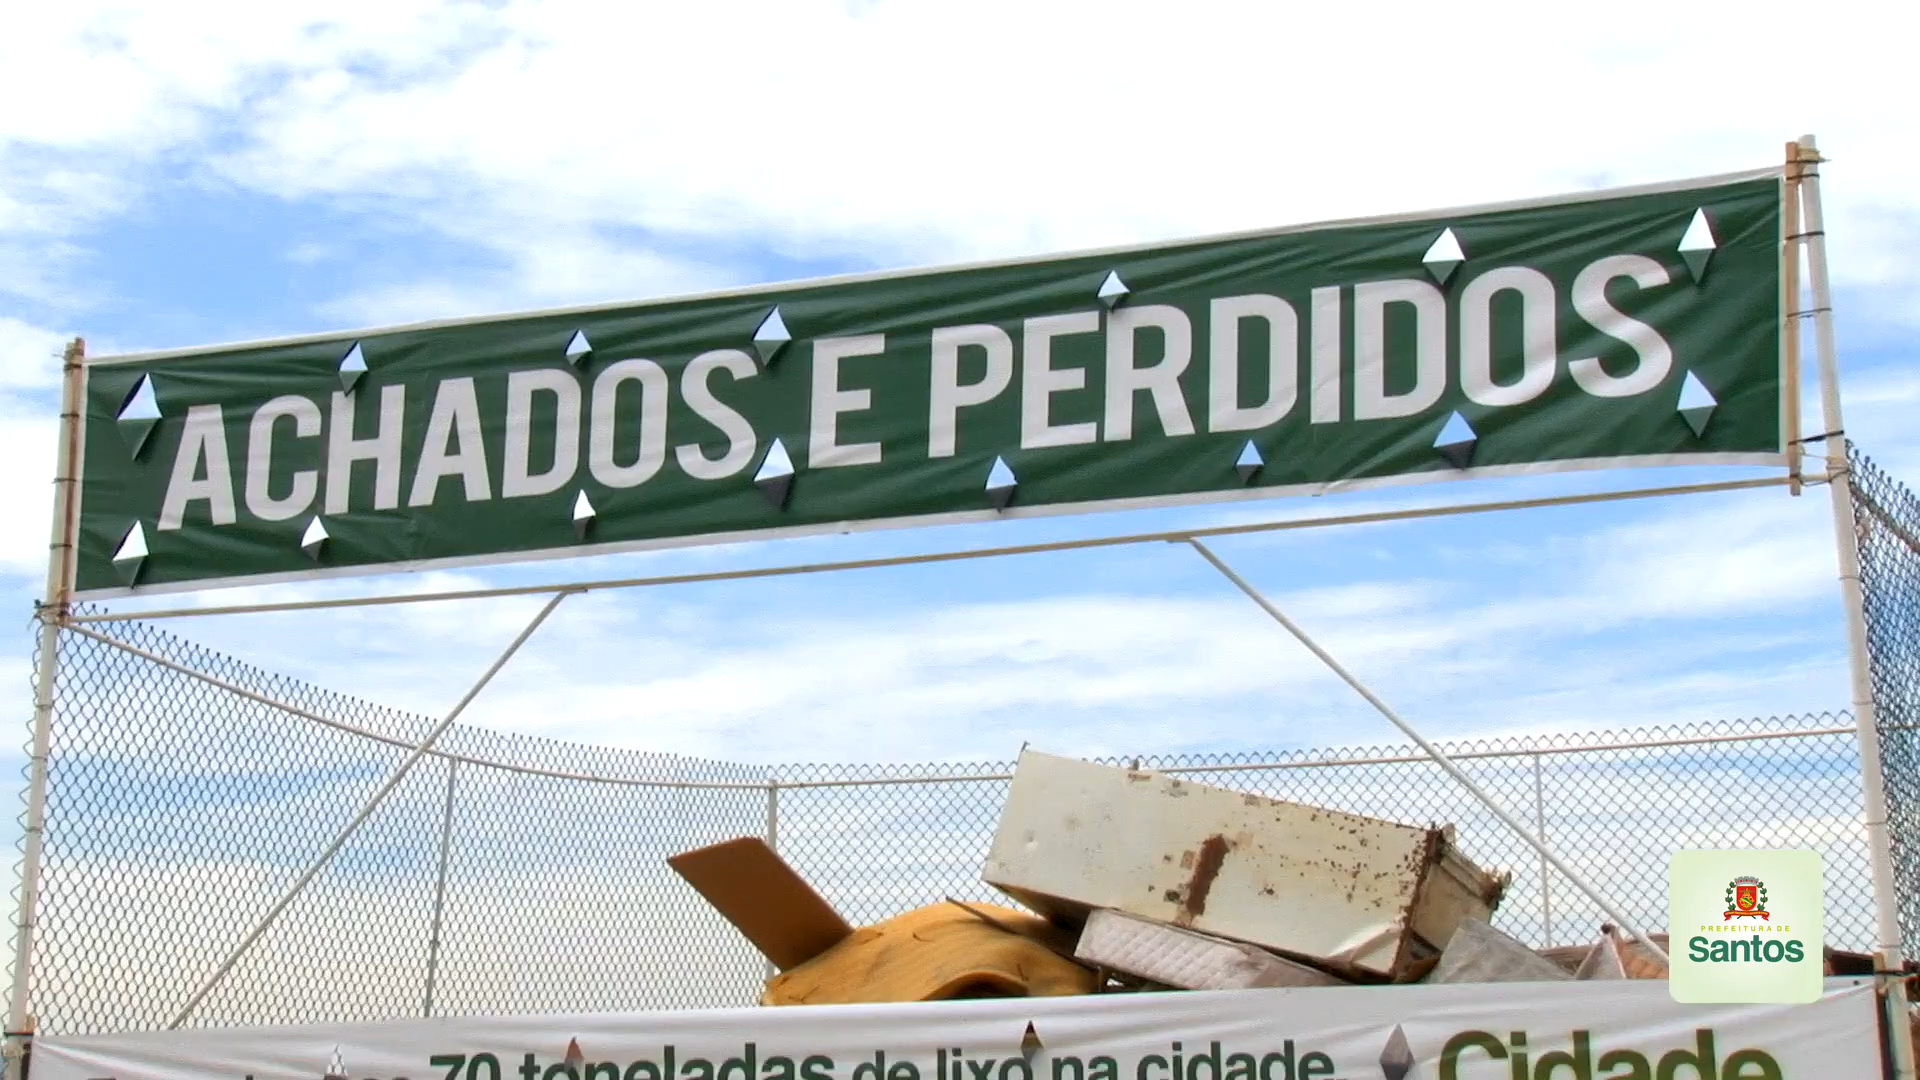 ACHADOS E PERDIDOS
PREFEITURA DE
Santos
70 toneladas de lixo na cidade.
Cidade